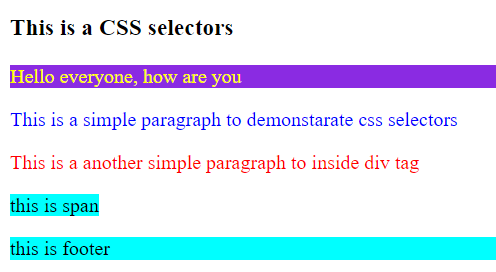 This is a CSS selectors
Hello everyone, how are you
This is a simple paragraph to demonstarate css selectors
This is a another simple paragraph to inside div tag
this is span
this is footer